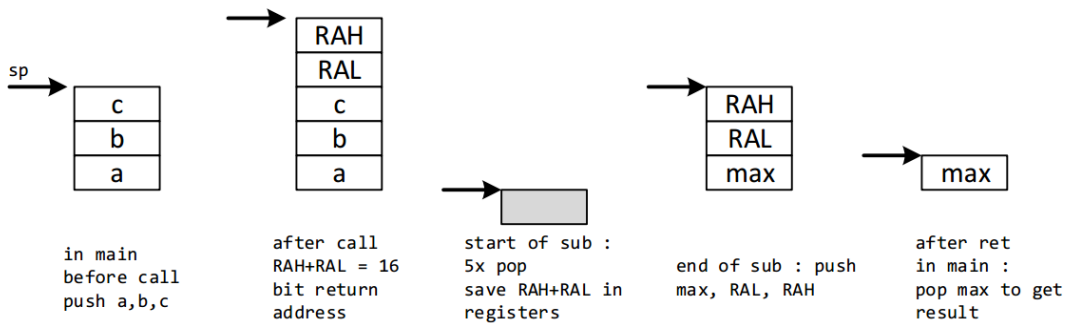 sp
c
b
a
in main
before call
push a,b,c
RAH
RAL
c
b
a
after call
RAH+RAL = 16
bit return
address
start of sub :
5x pop
save RAH+RAL in
registers
RAH
RAL
max
end of sub : push
max, RAL, RAH
max
after ret
in main :
pop max to get
result